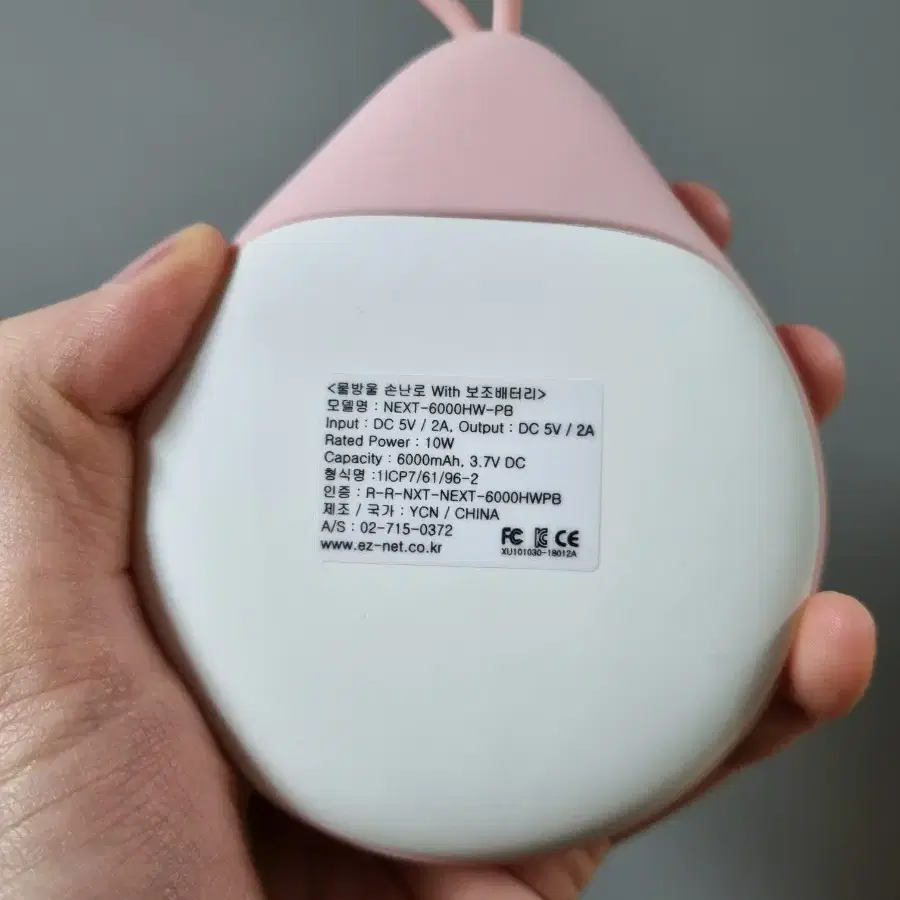 <물방울 손난로 With 보조배터리>
모델명 : NEXT-6000HW-PB
Input : DC 5V / 2A, Output : DC 5V / 2A
Rated Power : 10W
Capacity : 6000mAh, 3.7V DC
형식명 :1ICP7/61/96-2
인증 : R-R-NXT-NEXT-6000HWPB
제조 / 국가 : YCN / CHINA
A/S : 02-715-0372
www.ez-net.co.kr
FC CE
XU101030-18012A